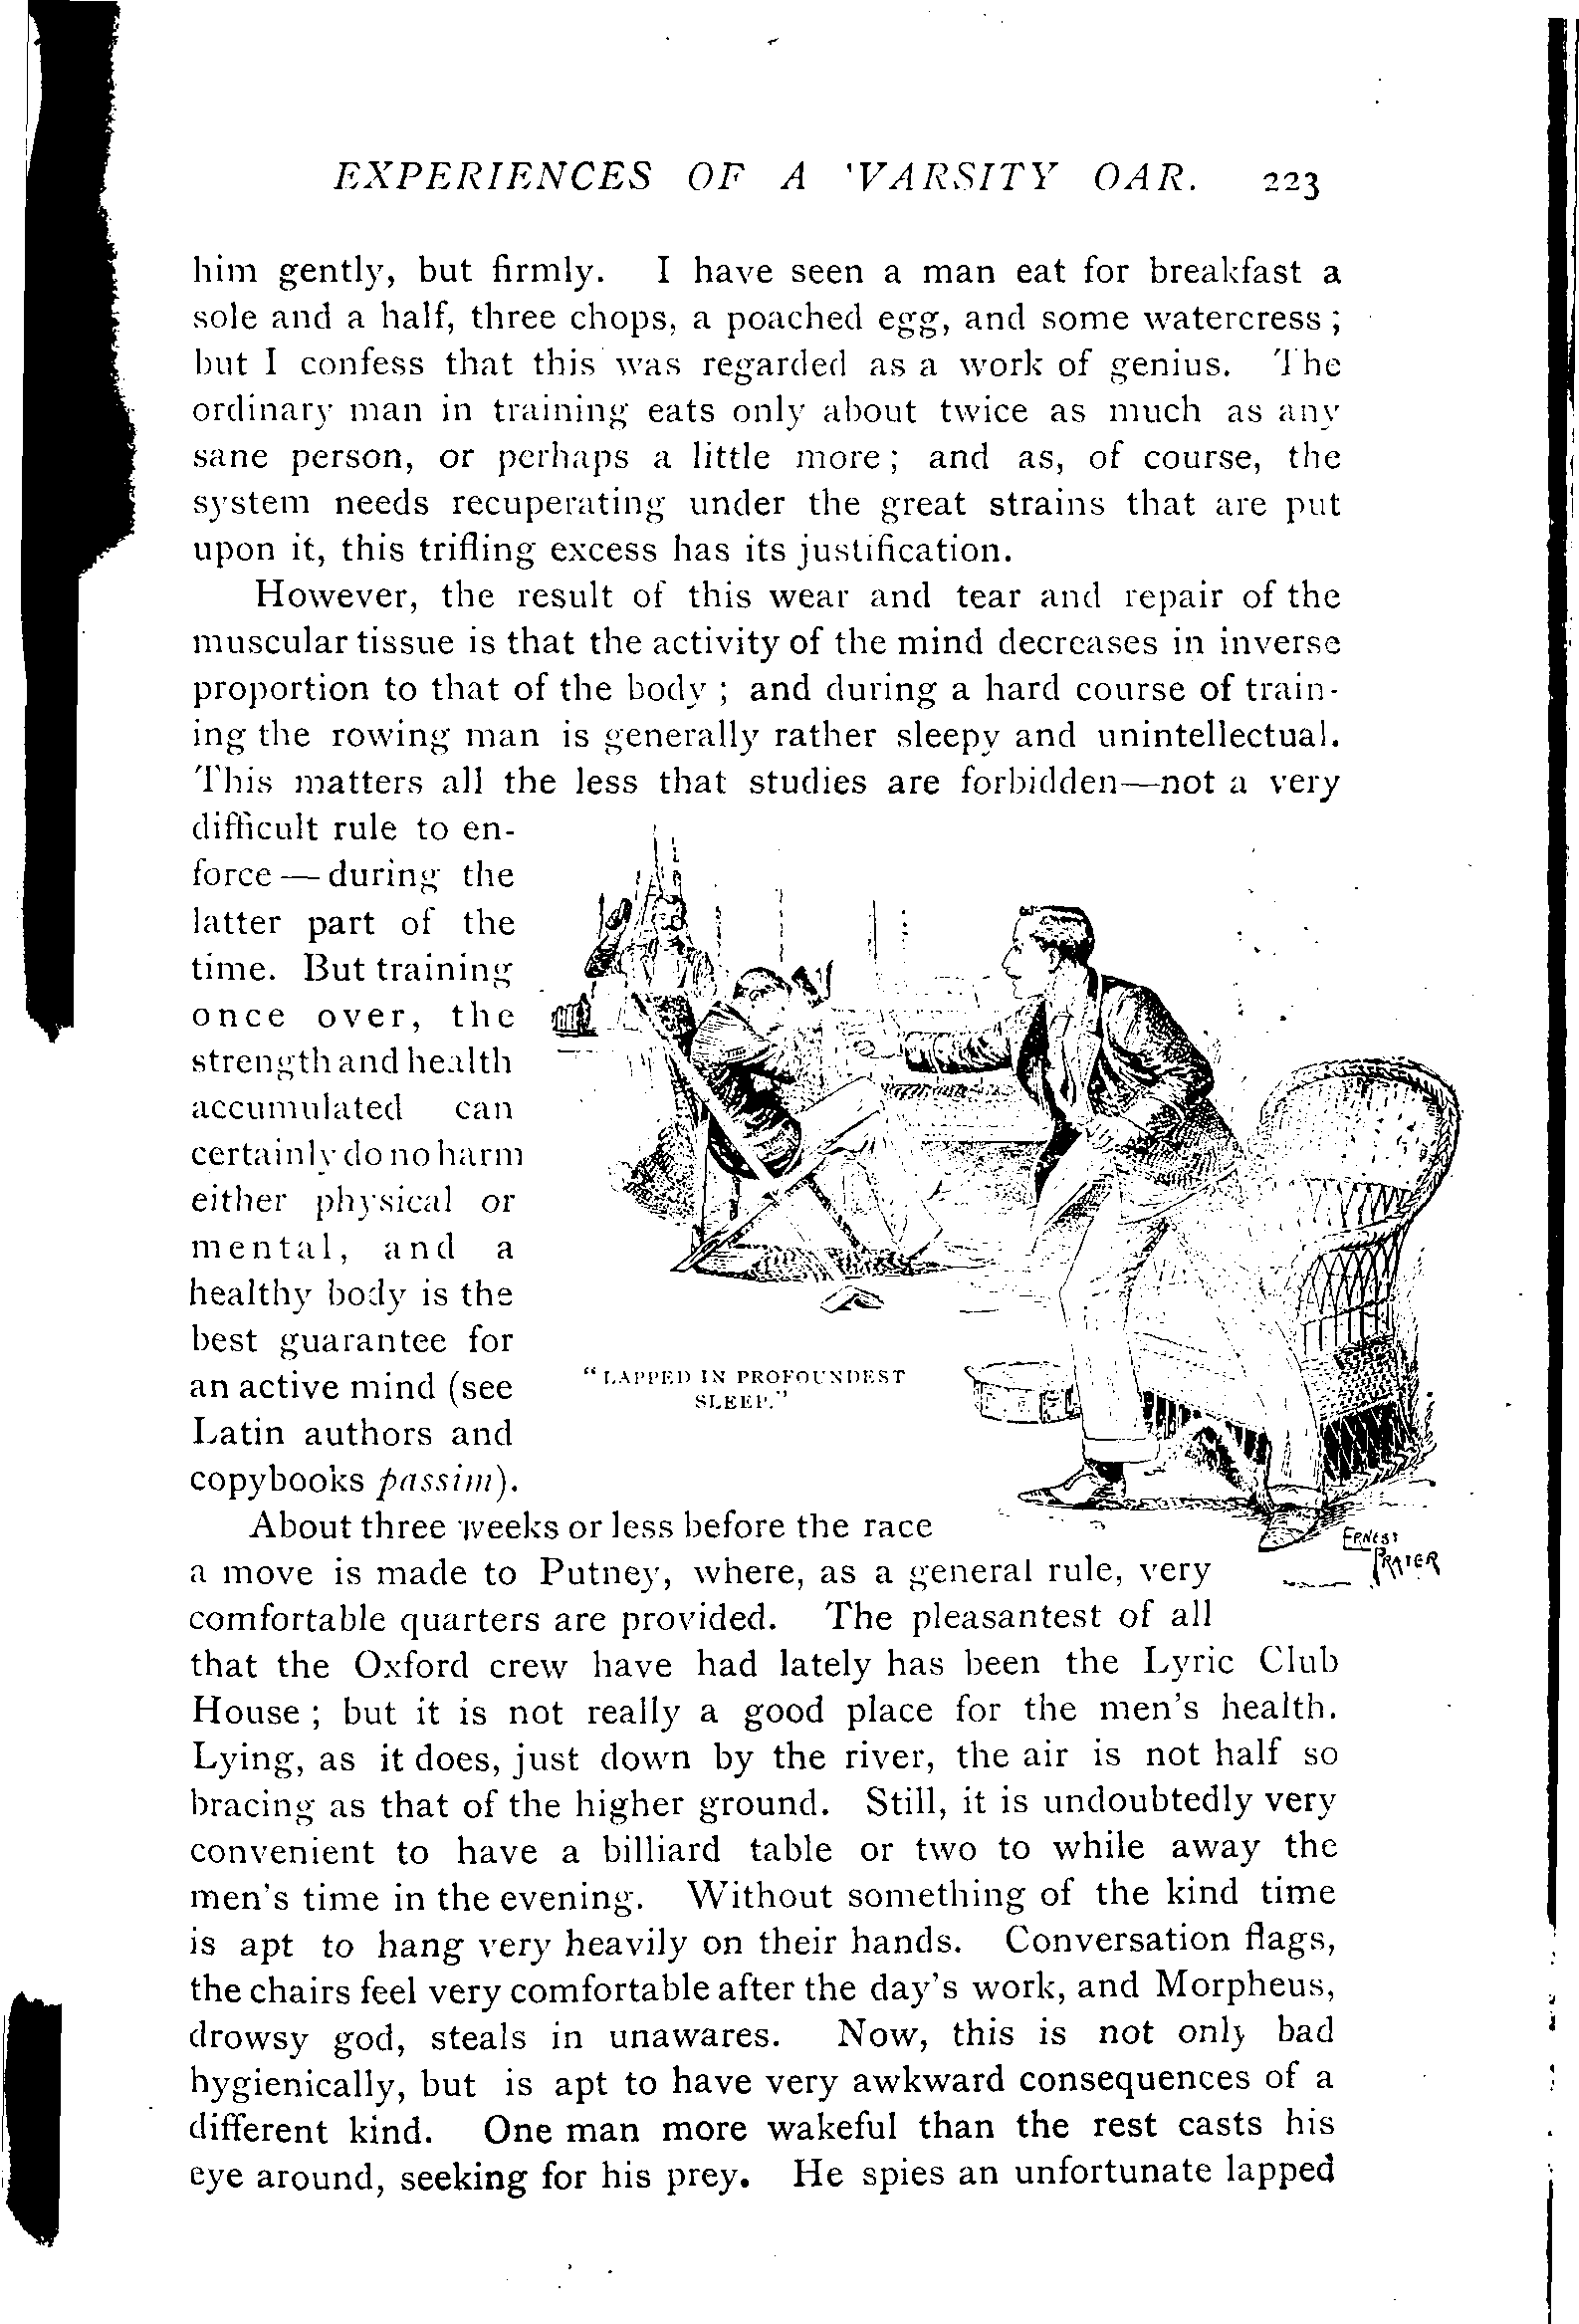 EXPERIENCES OF A 'VARSITY OAR. 223
him gently, but firmly. I have seen a man eat for breakfast a
sole and a half, three chops, a poached egg, and some watercress ;
but I confess that this was regarded as a work of genius. The
ordinary man in training eats only about twice as much as any
sane person, or perhaps a little more ; and as, of course, the
system needs recuperating under the great strains that are put
upon it, this trifling excess has its justification.
However, the result of this wear and tear and repair of the
muscular tissue is that the activity of the mind decreases in inverse
proportion to that of the body ; and during a hard course of train-
ing the rowing man is generally rather sleepy and unintellectual.
This matters all the less that studies are forbidden—not a very
difficult rule to en-
force — during the
latter part of the
time. But training
once over, the
strength and health
accumulated can
certainly do no harm
either physical or
mental, and a
healthy body is the
best guarantee for
an active mind (see
Latin authors and
copybooks passim).
"LAPPED IN PROFOUNDEST
SLEEP."
ERNEST
PRATER
About three weeks or less before the race
a move is made to Putney, where, as a general rule, very
comfortable quarters are provided. The pleasantest of all
that the Oxford crew have had lately has been the Lyric Club
House ; but it is not really a good place for the men's health.
Lying, as it does, just down by the river, the air is not half so
bracing as that of the higher ground. Still, it is undoubtedly very
convenient to have a billiard table or two to while away the
men's time in the evening. Without something of the kind time
is apt to hang very heavily on their hands. Conversation flags,
the chairs feel very comfortable after the day's work, and Morpheus,
drowsy god, steals in unawares. Now, this is not only bad
hygienically, but is apt to have very awkward consequences of a
different kind. One man more wakeful than the rest casts his
eye around, seeking for his prey. He spies an unfortunate lapped